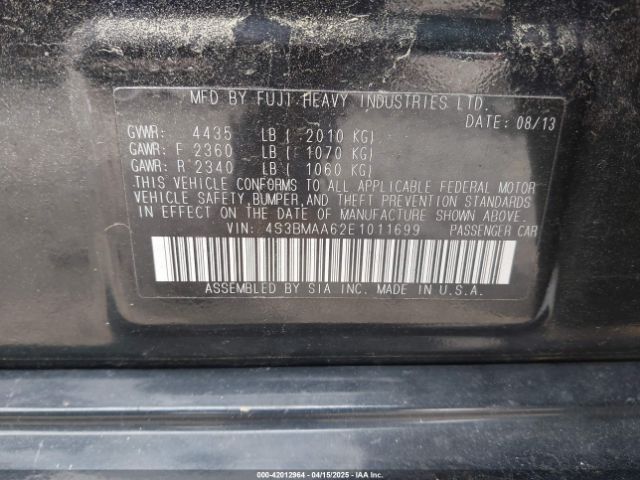 MFD BY FUJI HEAVY INDUSTRIES LTD.
DATE: 08/13
GVWR: 4435 LB ( 2010 KG)
GAWR: F 2360 LB ( 1070 KG)
GAWR: R 2340 LB ( 1060 KG)
THIS VEHICLE CONFORMS TO ALL APPLICABLE FEDERAL MOTOR
VEHICLE SAFETY, BUMPER, AND THEFT PREVENTION STANDARDS
IN EFFECT ON THE DATE OF MANUFACTURE SHOWN ABOVE.
VIN: 4S3BMAA62E1011699 PASSENGER CAR
ASSEMBLED BY SIA INC. MADE IN U.S.A.
000-42012964 - 04/15/2025 - IAA